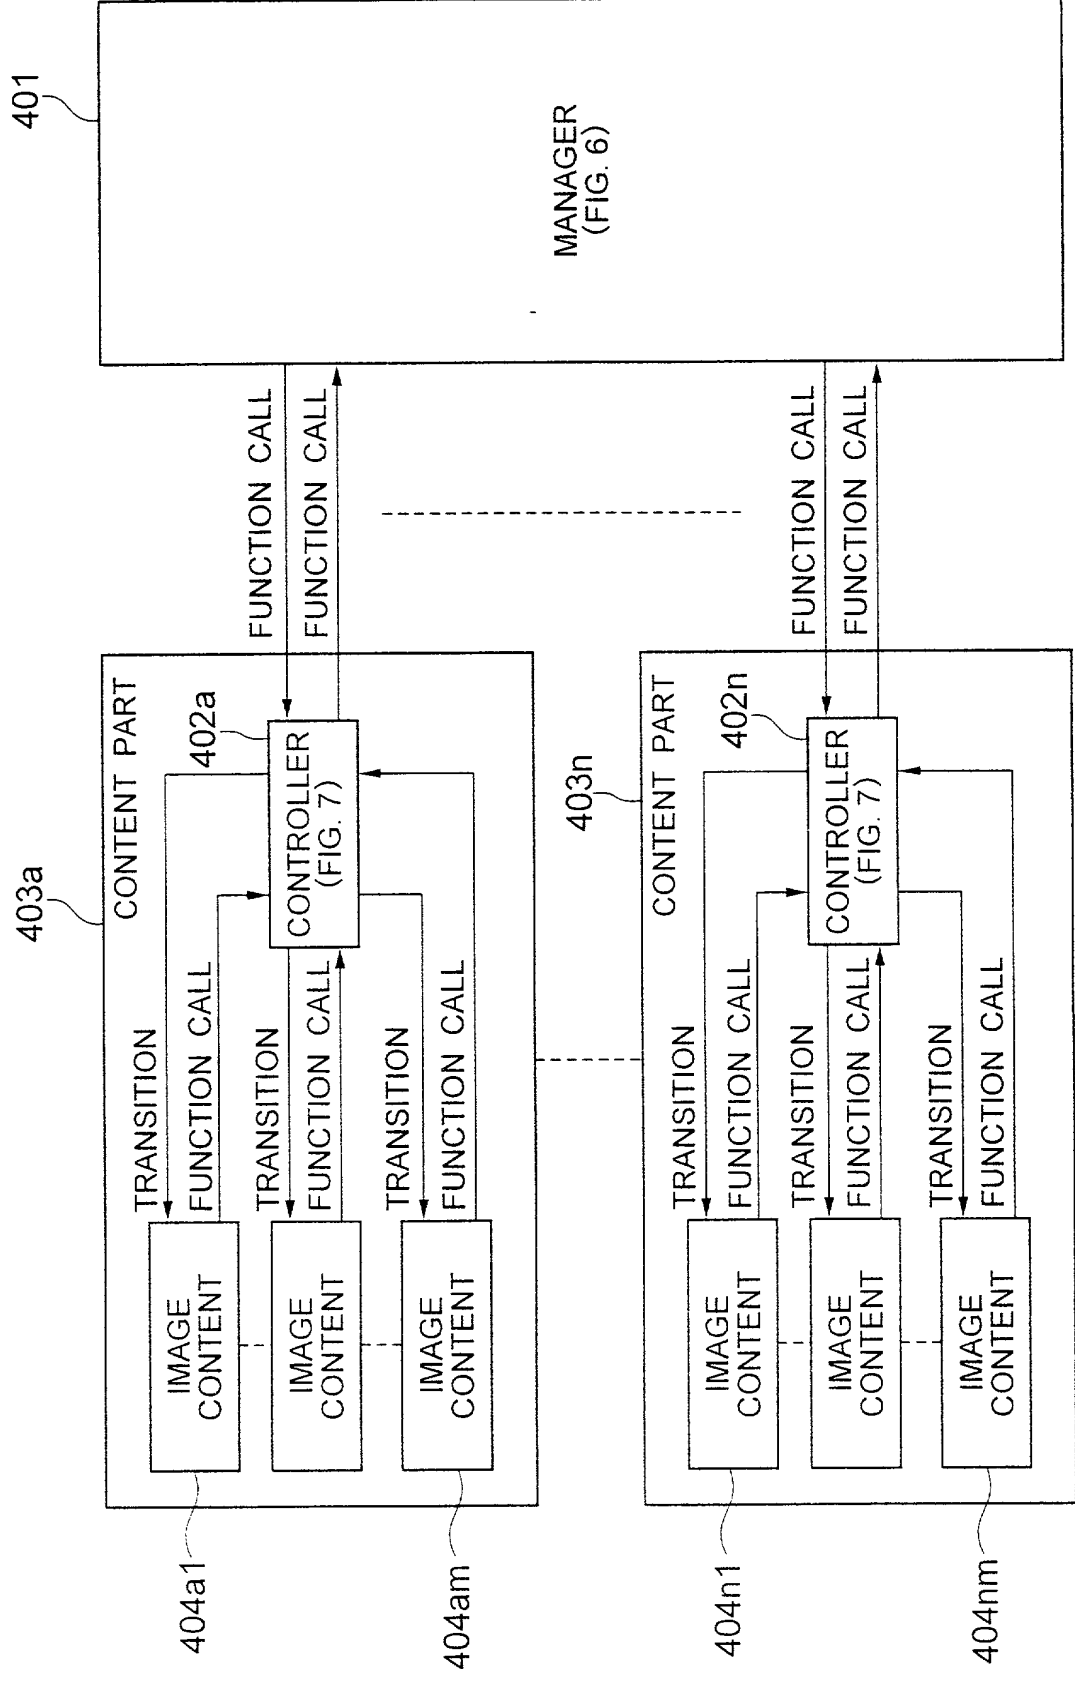 401
MANAGER
(FIG. 6)
FUNCTION CALL
FUNCTION CALL
FUNCTION CALL
FUNCTION CALL
403a
CONTENT PART
402a
CONTROLLER
(FIG. 7)
TRANSITION
FUNCTION CALL
TRANSITION
FUNCTION CALL
TRANSITION
FUNCTION CALL
IMAGE
CONTENT
IMAGE
CONTENT
IMAGE
CONTENT
404a1
404am
403n
CONTENT PART
402n
CONTROLLER
(FIG. 7)
TRANSITION
FUNCTION CALL
TRANSITION
FUNCTION CALL
TRANSITION
FUNCTION CALL
IMAGE
CONTENT
IMAGE
CONTENT
IMAGE
CONTENT
404n1
404nm